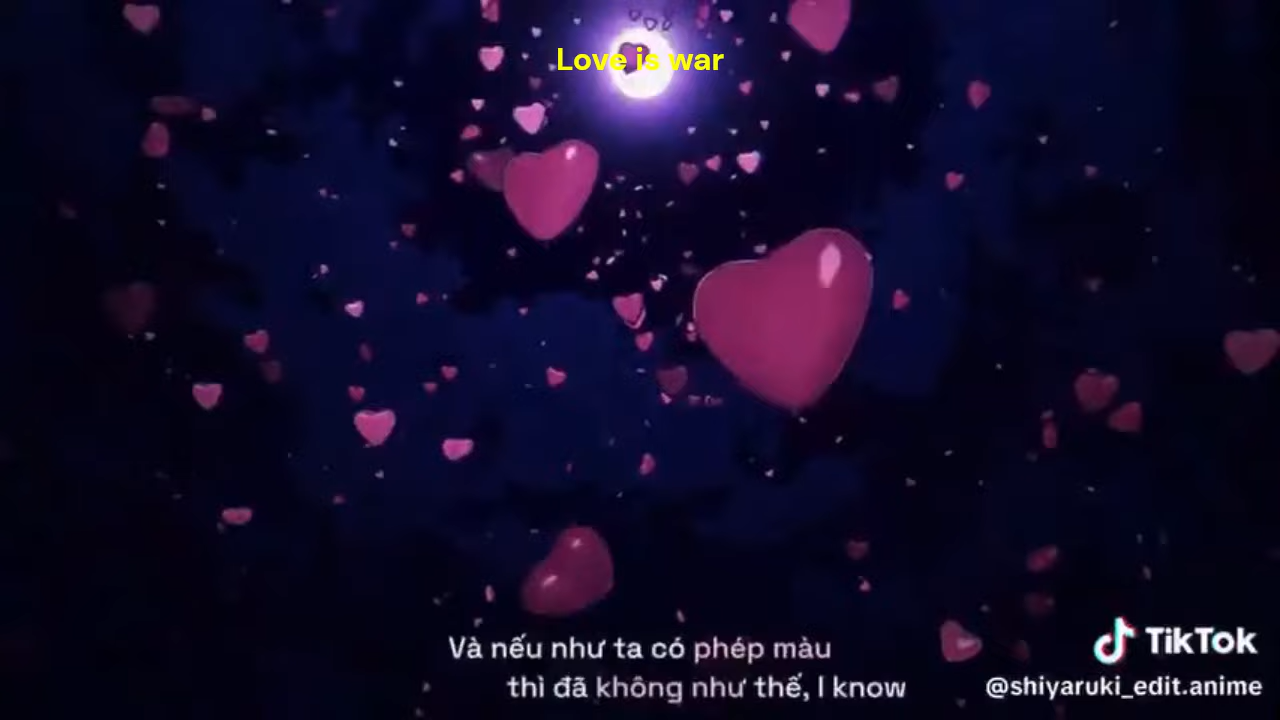 Love is war
Và nếu như ta có phép màu
thì đã không như thế, I know
TikTok
@shiyaruki_edit.anime